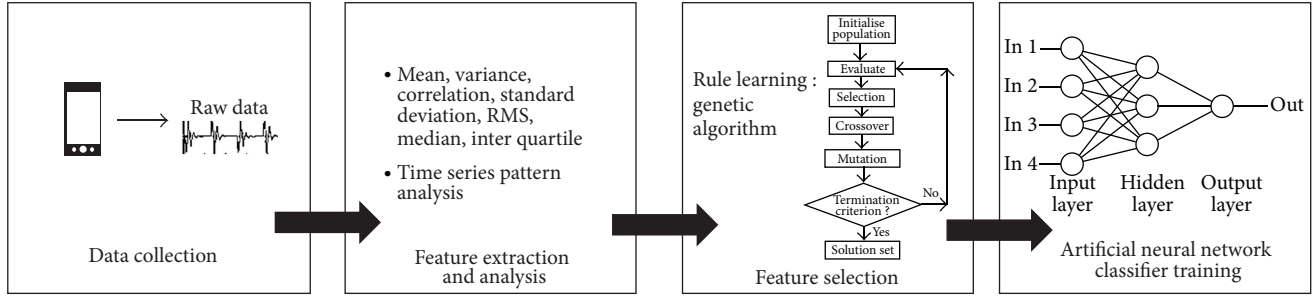 Raw data
Data collection
• Mean, variance,
correlation, standard
deviation, RMS,
median, inter quartile
• Time series pattern
analysis
Feature extraction
and analysis
Rule learning :
genetic
algorithm
Initialise
population
Evaluate
Selection
Crossover
Mutation
Termination
criterion ?
No
Yes
Solution set
Feature selection
In 1
In 2
In 3
In 4
Out
Input
layer
Hidden
layer
Output
layer
Artificial neural network
classifier training